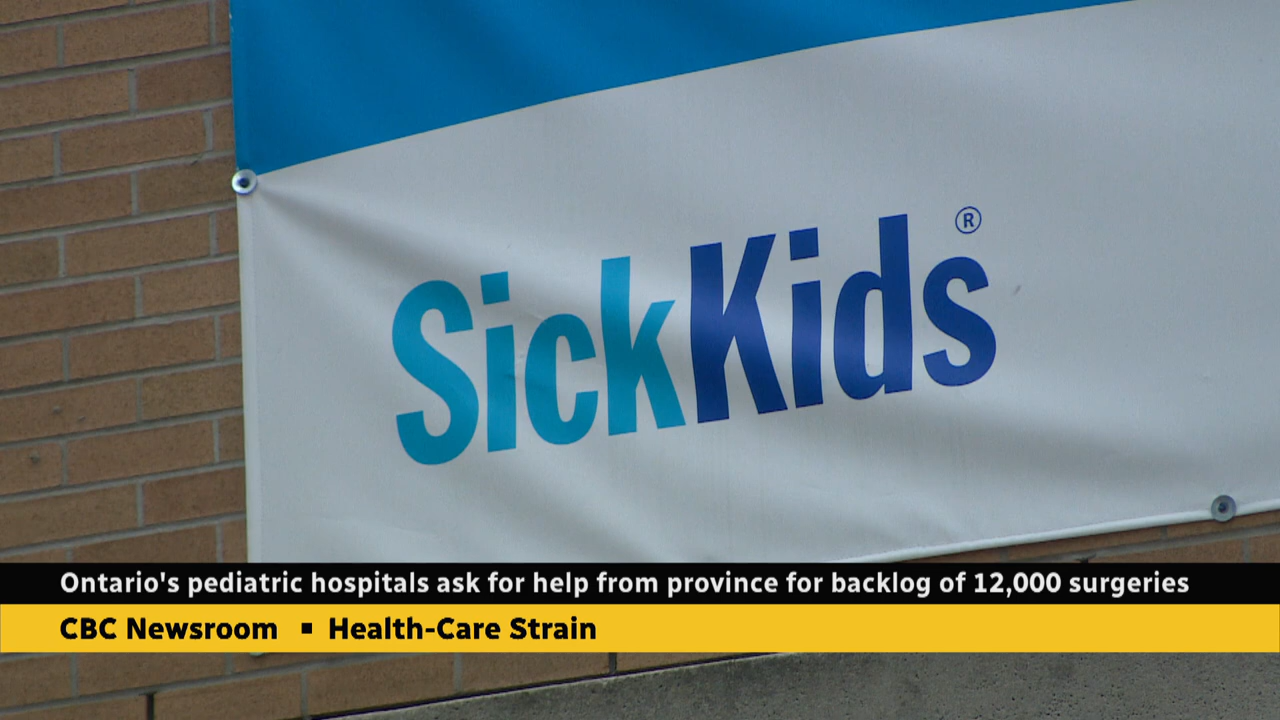 SickKids®
Ontario's pediatric hospitals ask for help from province for backlog of 12,000 surgeries
CBC Newsroom ▪ Health-Care Strain